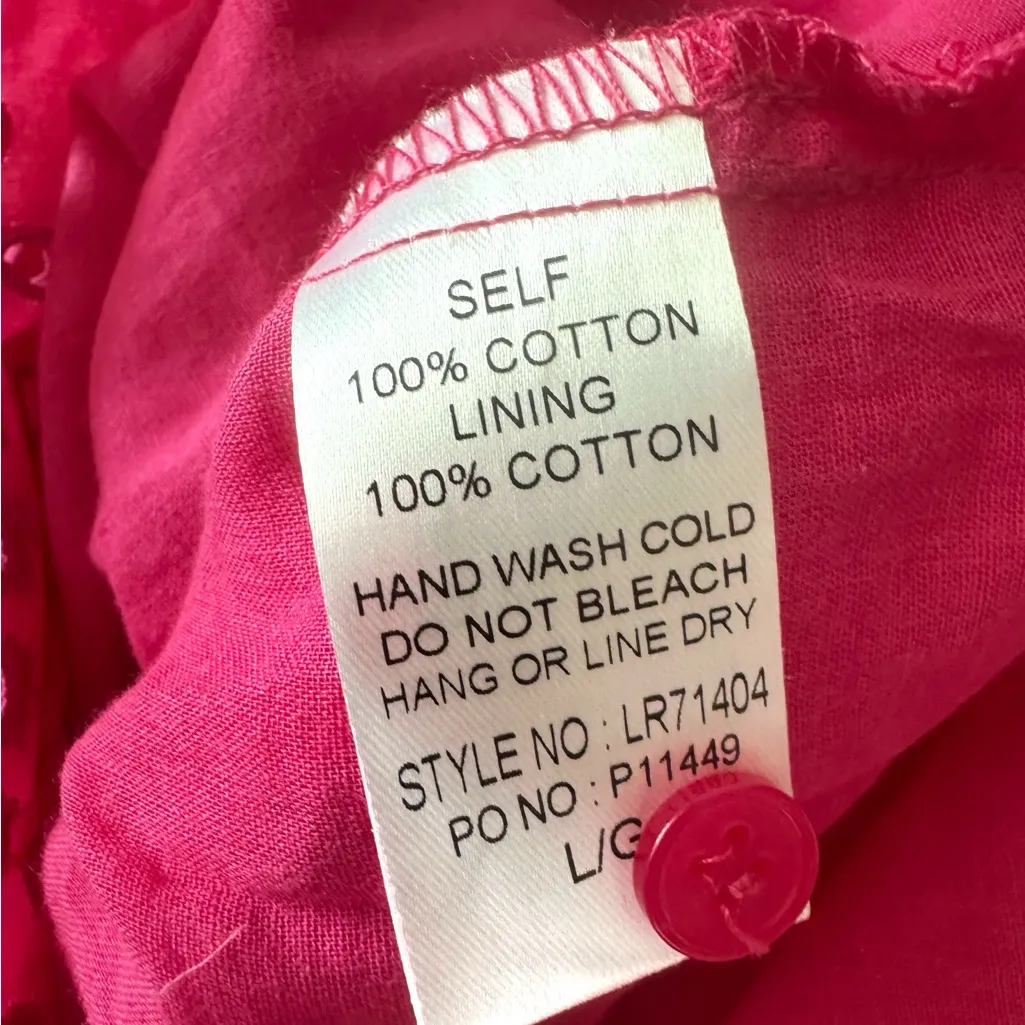 SELF
100% COTTON
LINING
100% COTTON
HAND WASH COLD
DO NOT BLEACH
HANG OR LINE DRY
STYLE NO : LR71404
PO NO : P11449
L/G